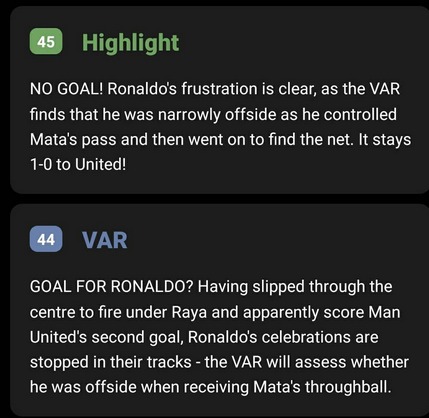 45 Highlight
NO GOAL! Ronaldo's frustration is clear, as the VAR
finds that he was narrowly offside as he controlled
Mata's pass and then went on to find the net. It stays
1-0 to United!
44 VAR
GOAL FOR RONALDO? Having slipped through the
centre to fire under Raya and apparently score Man
United's second goal, Ronaldo's celebrations are
stopped in their tracks - the VAR will assess whether
he was offside when receiving Mata's throughball.